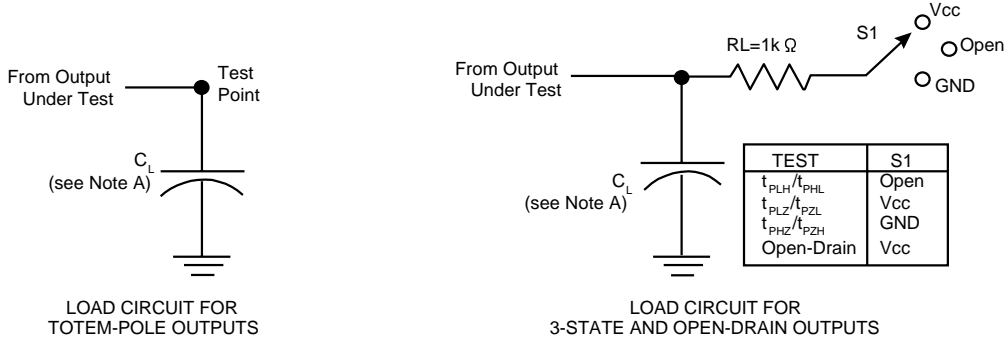 From Output
Under Test
Test
Point
C_L
(see Note A)
LOAD CIRCUIT FOR
TOTEM-POLE OUTPUTS
From Output
Under Test
RL=1k Ω
S1
Vcc
Open
GND
C_L
(see Note A)
TEST S1
t_PLH/t_PHL Open
t_PLZ/t_PZL Vcc
t_PHZ/t_PZH GND
Open-Drain Vcc
LOAD CIRCUIT FOR
3-STATE AND OPEN-DRAIN OUTPUTS